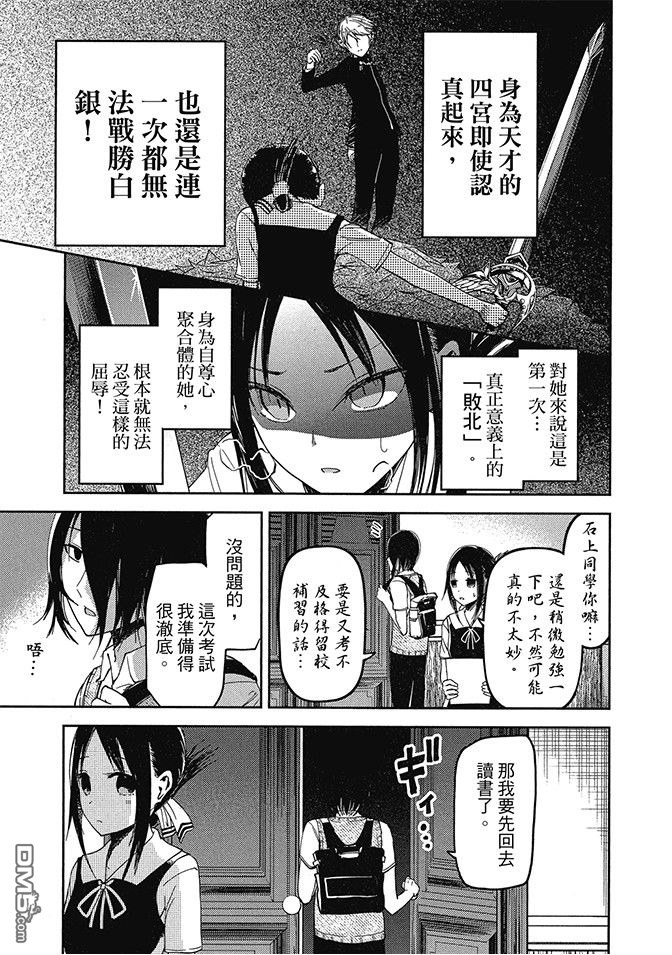 身為天才的
四宮即使認
真起來，
也還是連
一次都無
法戰勝白
銀！
對她來說這是
第一次…
真正意義上的
「敗北」。
身為自尊心
聚合體的她，
根本就無法
忍受這樣的
屈辱！
石上同學你嘛…
還是稍微勉強一
下吧，不然可能
真的不太妙。
要是又考不
及格得留校
補習的話…
沒問題的，
這次考試
我準備得
很澈底。
唔…
那我要先回去
讀書了。
ギィ…
DM5.com